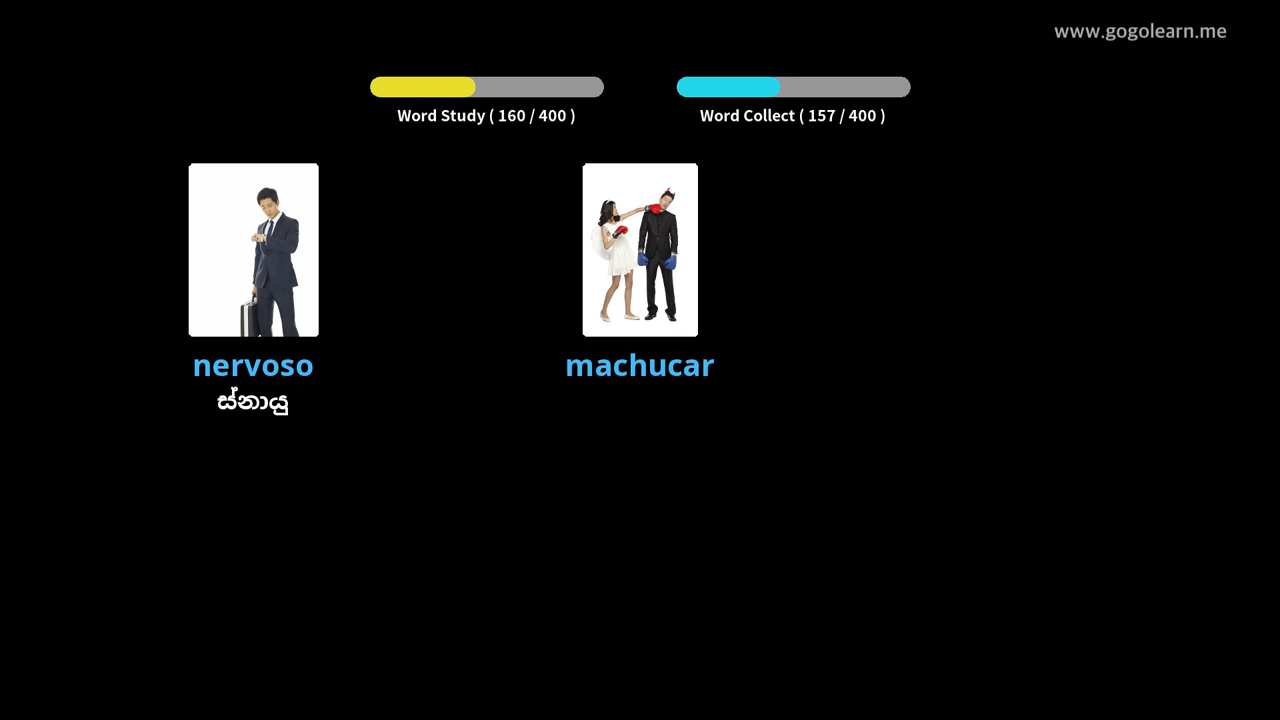 www.gogolearn.me
Word Study ( 160 / 400 )
Word Collect ( 157 / 400 )
nervoso
ස්නායු
machucar